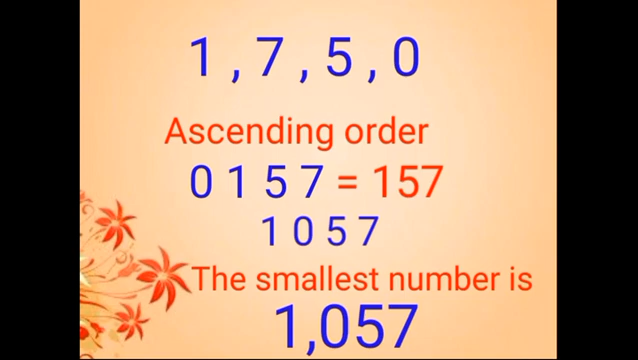 1 , 7 , 5 , 0
Ascending order
0 1 5 7 = 157
1 0 5 7
The smallest number is
1,057